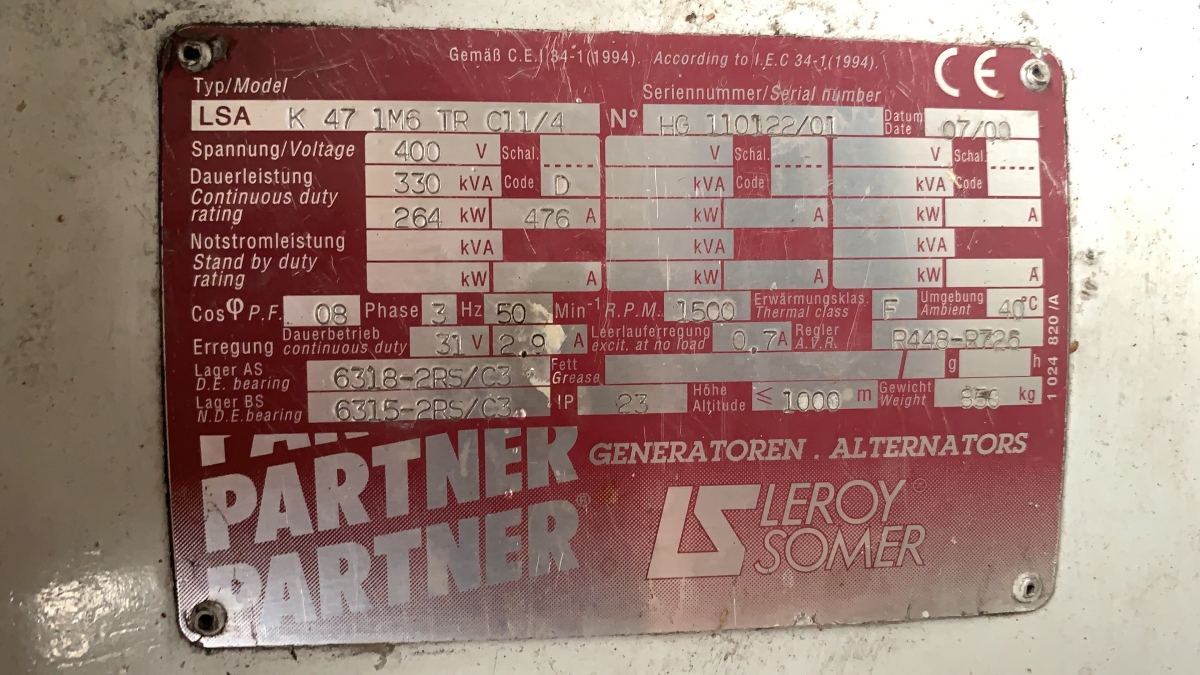 Gemäß C.E.I 34-1(1994). According to I.E.C 34-1(1994). CE
Typ/Model Seriennummer/Serial number
LSA K 47 1M6 TR C11/4 N° HG 110122/01 Datum Date 07/00
Spannung/Voltage 400 V Schal. ----- V Schal. ----- V Schal. -----
Dauerleistung 330 kVA Code D kVA Code kVA Code
Continuous duty rating 264 kW 476 A kW A kW A
Notstromleistung kVA kVA kVA
Stand by duty rating kW A kW A kW A
Cos φ P.F. 08 Phase 3 Hz 50 Min-1 R.P.M. 1500 Erwärmungsklas. Thermal class F Umgebung Ambient 40°C
Erregung Dauerbetrieb continuous duty 31 V 2.9 A Leerlauferregung excit. at no load 0,7A Regler A.V.R. R448-R726
Lager AS D.E. bearing 6318-2RS/C3 Fett Grease / g h
Lager BS N.D.E. bearing 6315-2RS/C3 IP 23 Höhe Altitude ≤ 1000 m Gewicht Weight kg
1 024 820 /A
PARTNER GENERATOREN . ALTERNATORS
PARTNER
PARTNER® LEROY
SOMER